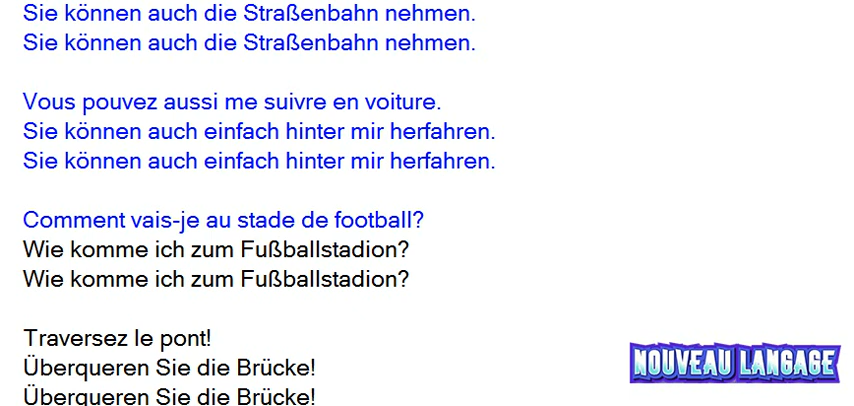 Sie können auch die Straßenbahn nehmen.
Sie können auch die Straßenbahn nehmen.
Vous pouvez aussi me suivre en voiture.
Sie können auch einfach hinter mir herfahren.
Sie können auch einfach hinter mir herfahren.
Comment vais-je au stade de football?
Wie komme ich zum Fußballstadion?
Wie komme ich zum Fußballstadion?
Traversez le pont!
Überqueren Sie die Brücke!
Überqueren Sie die Brücke!
NOUVEAU LANGAGE